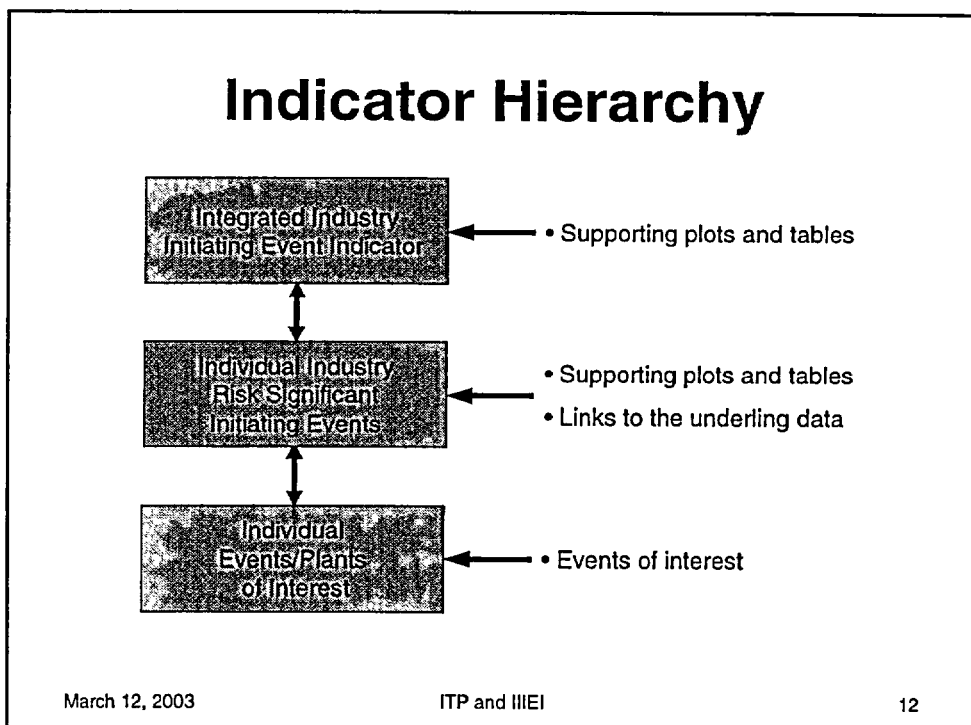 Indicator Hierarchy
Integrated Industry
Initiating Event Indicator
• Supporting plots and tables
Individual Industry
Risk Significant
Initiating Events
• Supporting plots and tables
• Links to the underling data
Individual
Events/Plants
of Interest
• Events of interest
March 12, 2003
ITP and IIIEI
12